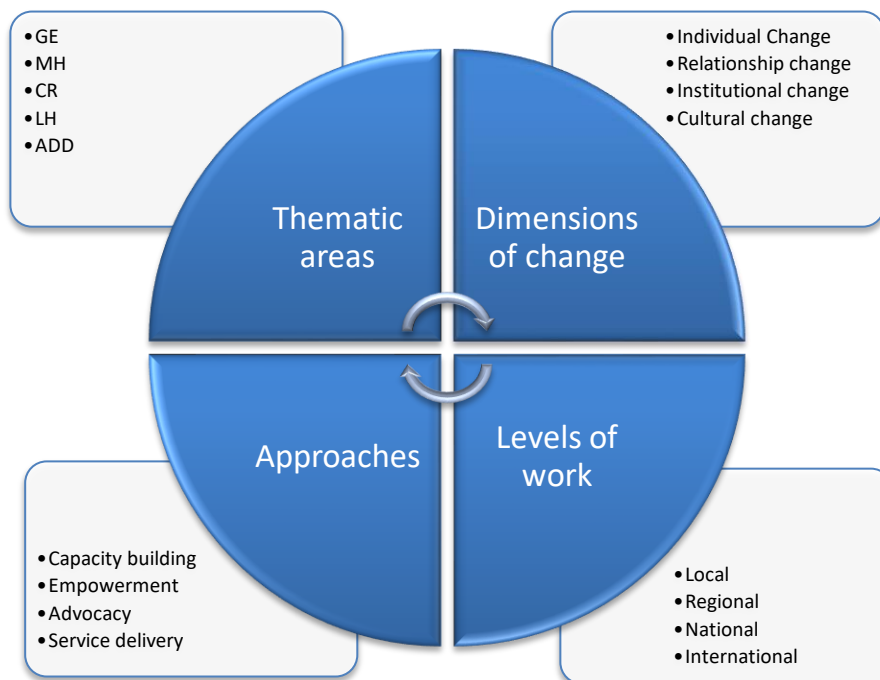 •GE
•MH
•CR
•LH
•ADD
•Individual Change
•Relationship change
•Institutional change
•Cultural change
Thematic
areas
Dimensions
of change
Approaches
Levels of
work
•Capacity building
•Empowerment
•Advocacy
•Service delivery
•Local
•Regional
•National
•International